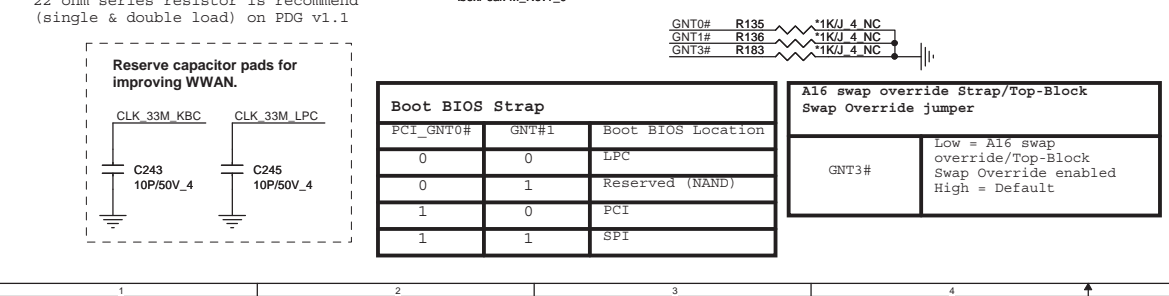 22 ohm series resistor is recommend
(single & double load) on PDG v1.1
GNT0# R135 *1K/J_4_NC
GNT1# R136 *1K/J_4_NC
GNT3# R183 *1K/J_4_NC
Reserve capacitor pads for
improving WWAN.
CLK_33M_KBC CLK_33M_LPC
C243 C245
10P/50V_4 10P/50V_4
Boot BIOS Strap
PCI_GNT0# GNT#1 Boot BIOS Location
0 0 LPC
0 1 Reserved (NAND)
1 0 PCI
1 1 SPI
A16 swap override Strap/Top-Block
Swap Override jumper
GNT3#
Low = A16 swap
override/Top-Block
Swap Override enabled
High = Default
1 2 3 4